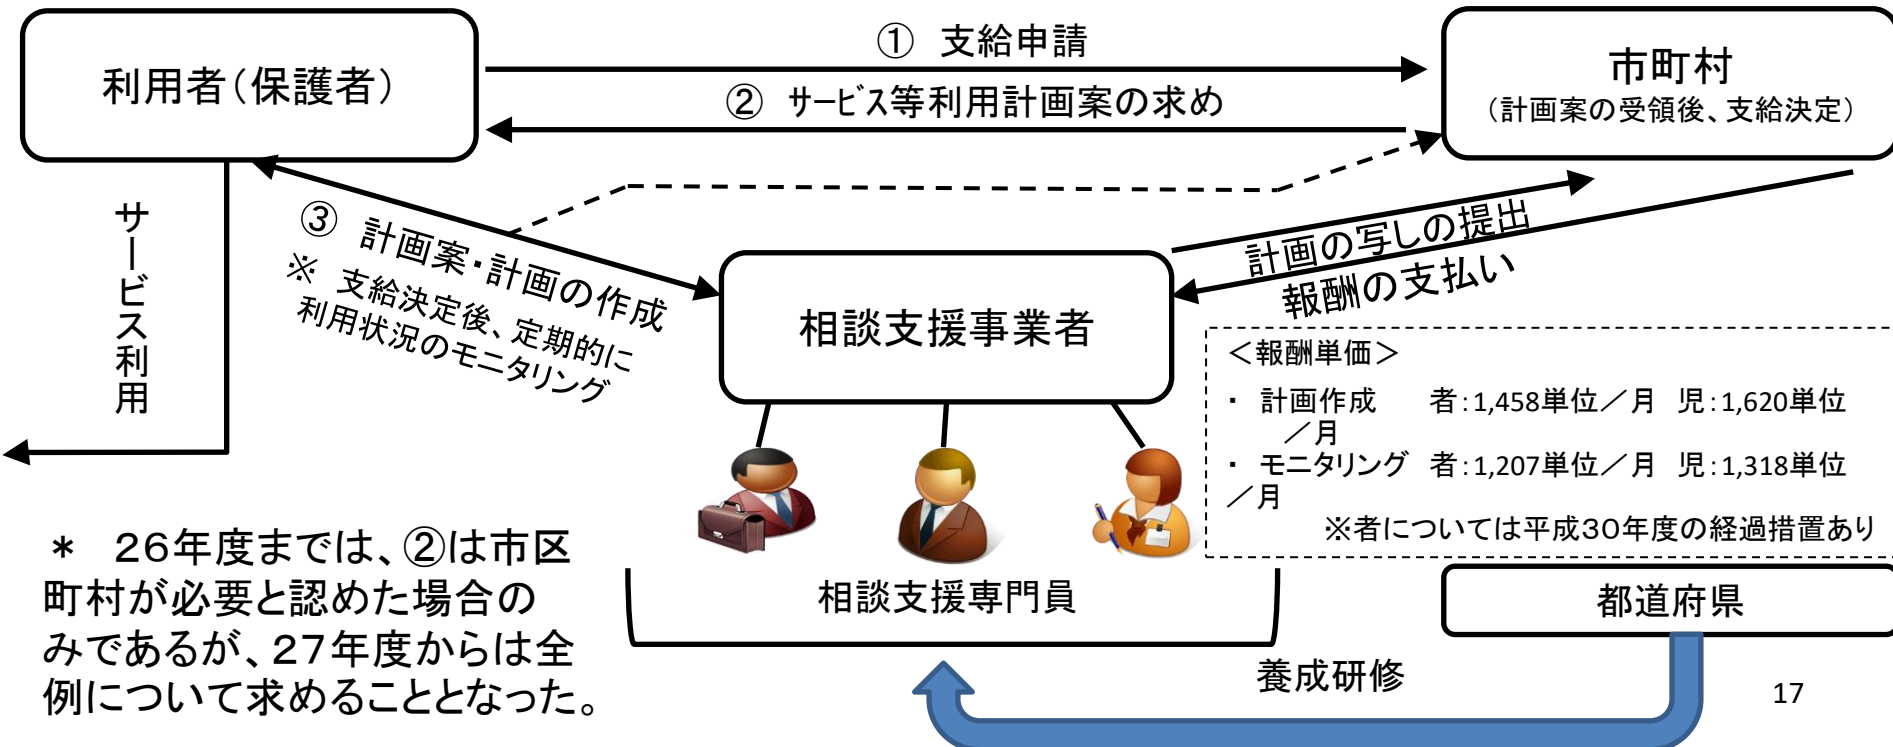 利用者(保護者)
① 支給申請
② サービス等利用計画案の求め
市町村
(計画案の受領後、支給決定)
サービス利用
③ 計画案・計画の作成
※ 支給決定後、定期的に
利用状況のモニタリング
相談支援事業者
計画の写しの提出
報酬の支払い
<報酬単価>
・ 計画作成 者:1,458単位/月 児:1,620単位
/月
・ モニタリング 者:1,207単位/月 児:1,318単位
/月
※者については平成30年度の経過措置あり
相談支援専門員
都道府県
養成研修
* 26年度までは、②は市区
町村が必要と認めた場合の
みであるが、27年度からは全
例について求めることとなった。
17